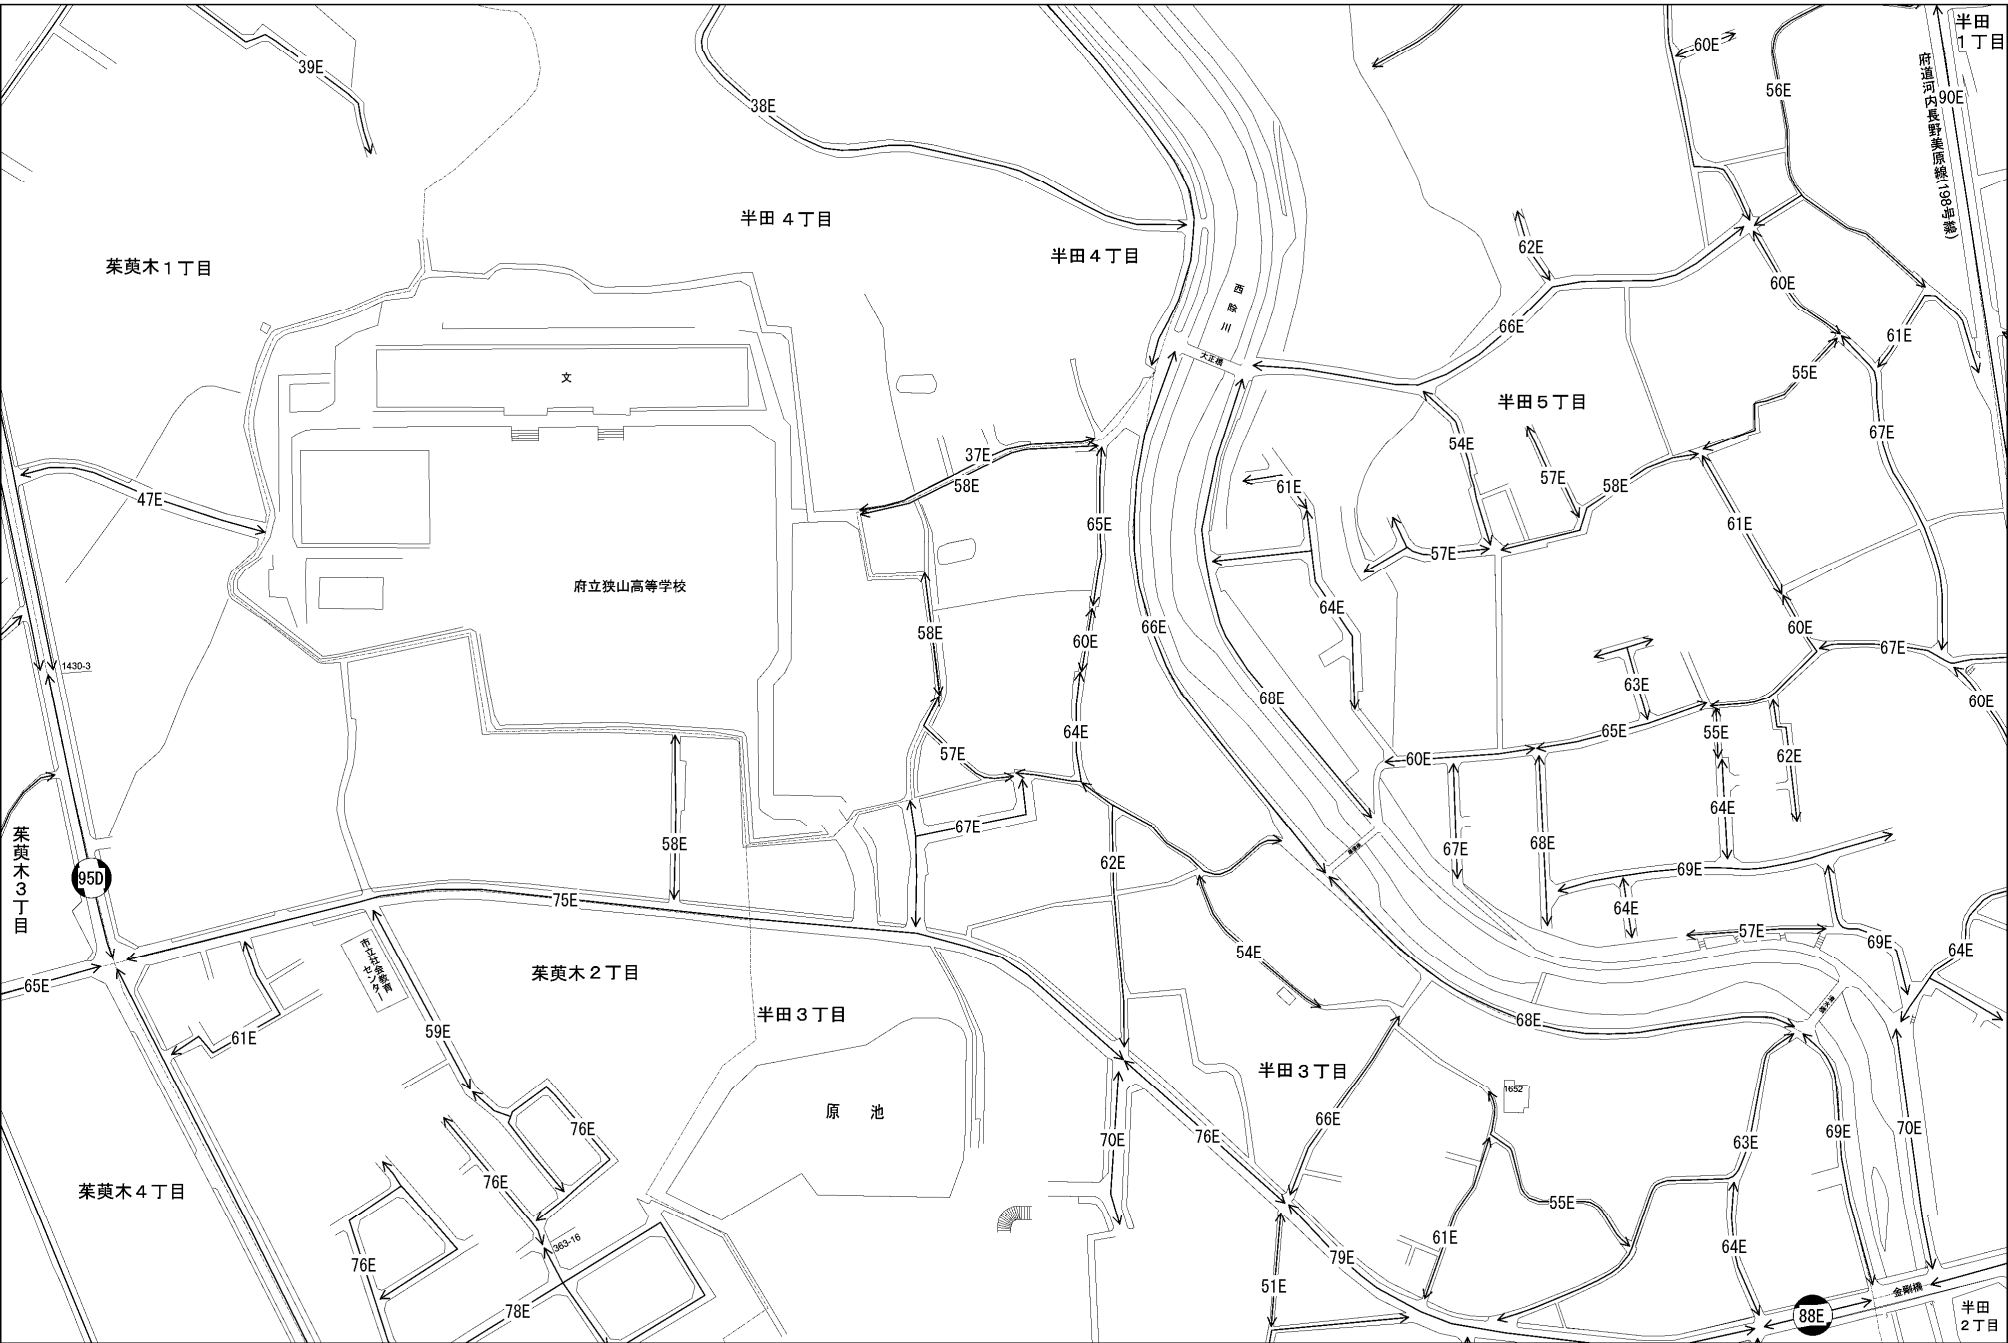 半田
1丁目
60E
39E
56E
90E
38E
府道河内長野美原線(198号線)
半田4丁目
62E
半田4丁目
茱萸木1丁目
60E
西除川
66E
61E
大正橋
文
55E
半田5丁目
67E
54E
37E
57E
58E
58E
61E
47E
65E
61E
57E
府立狭山高等学校
64E
58E
66E
60E
60E
67E
1430-3
63E
68E
60E
64E
65E
55E
57E
62E
60E
64E
67E
58E
67E
68E
62E
69E
茱萸木3丁目
95D
75E
64E
57E
69E
54E
64E
市立社会教育
センター
茱萸木2丁目
65E
半田3丁目
68E
59E
61E
半田3丁目
1652
原池
66E
76E
70E
76E
63E
69E
70E
76E
茱萸木4丁目
55E
61E
64E
363-16
79E
76E
51E
金剛橋
78E
88E
半田
2丁目